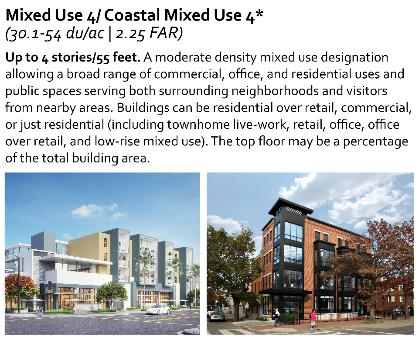 Mixed Use 4/ Coastal Mixed Use 4*
(30.1-54 du/ac | 2.25 FAR)
Up to 4 stories/55 feet. A moderate density mixed use designation
allowing a broad range of commercial, office, and residential uses and
public spaces serving both surrounding neighborhoods and visitors
from nearby areas. Buildings can be residential over retail, commercial,
or just residential (including townhome live-work, retail, office, office
over retail, and low-rise mixed use). The top floor may be a percentage
of the total building area.